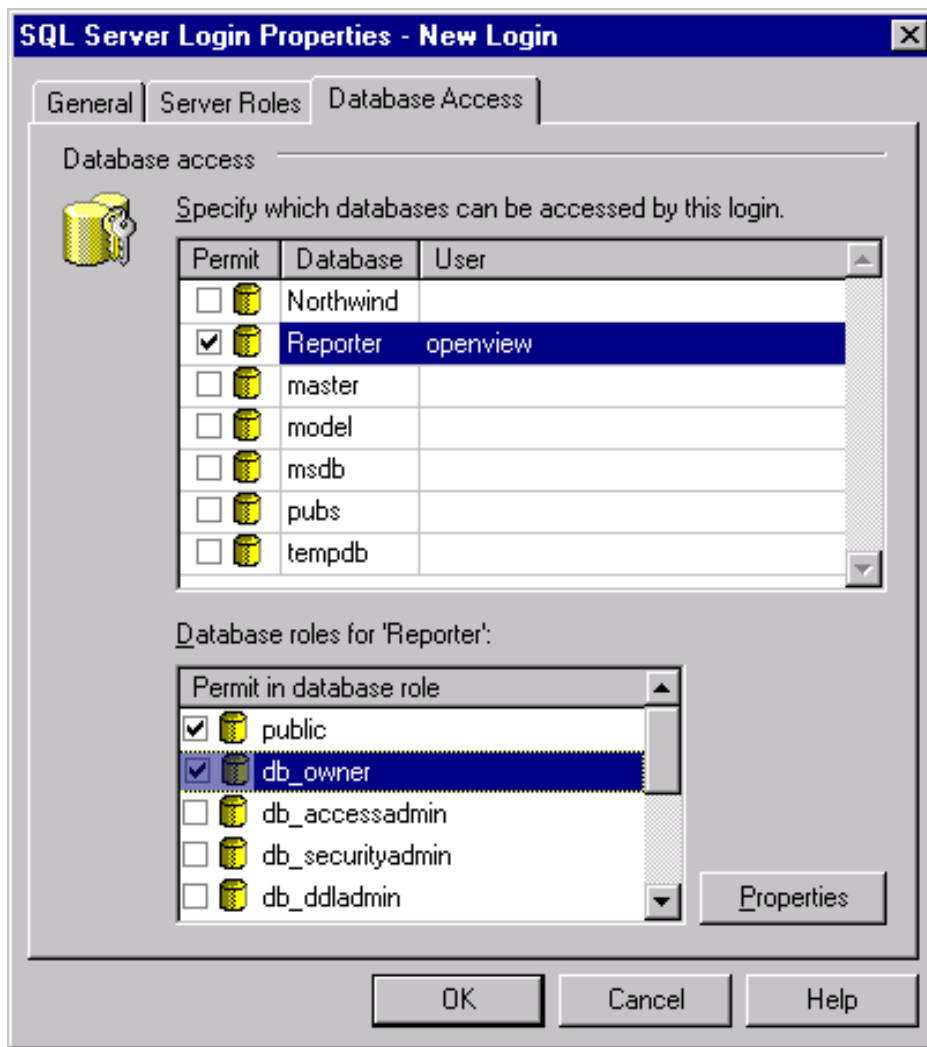 SQL Server Login Properties - New Login
General Server Roles Database Access
Database access
Specify which databases can be accessed by this login.
Permit Database User
Northwind
Reporter openview
master
model
msdb
pubs
tempdb
Database roles for 'Reporter':
Permit in database role
public
db_owner
db_accessadmin
db_securityadmin
db_ddladmin
Properties
OK Cancel Help